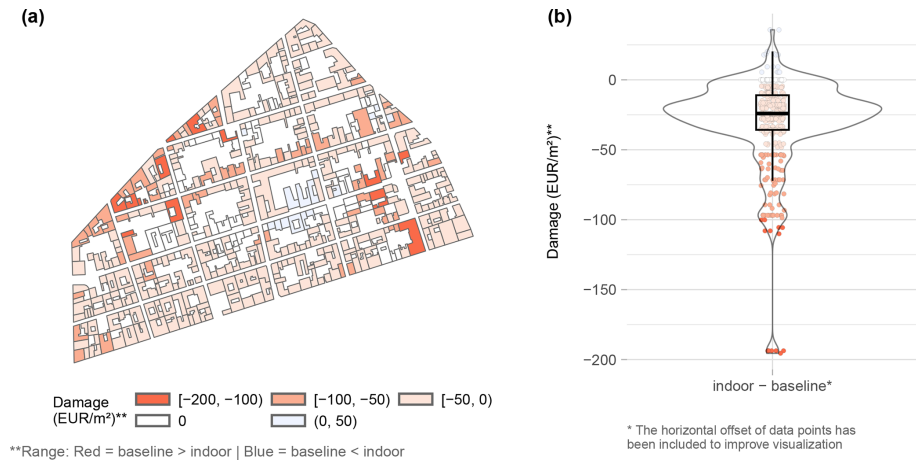 (a)
Damage
(EUR/m²)**
[−200, −100)
[−100, −50)
[−50, 0)
0
(0, 50)
**Range: Red = baseline > indoor | Blue = baseline < indoor
(b)
Damage (EUR/m²)**
0
−50
−100
−150
−200
indoor − baseline*
* The horizontal offset of data points has
been included to improve visualization